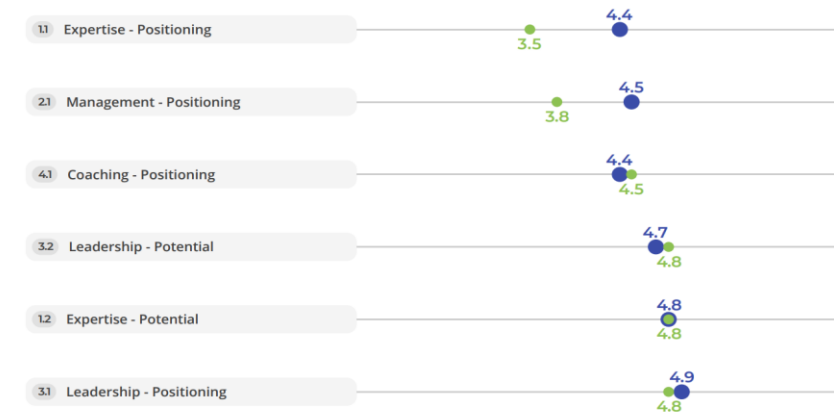 1.1 Expertise - Positioning
4.4
3.5
2.1 Management - Positioning
4.5
3.8
4.1 Coaching - Positioning
4.4
4.5
3.2 Leadership - Potential
4.7
4.8
1.2 Expertise - Potential
4.8
4.8
3.1 Leadership - Positioning
4.9
4.8